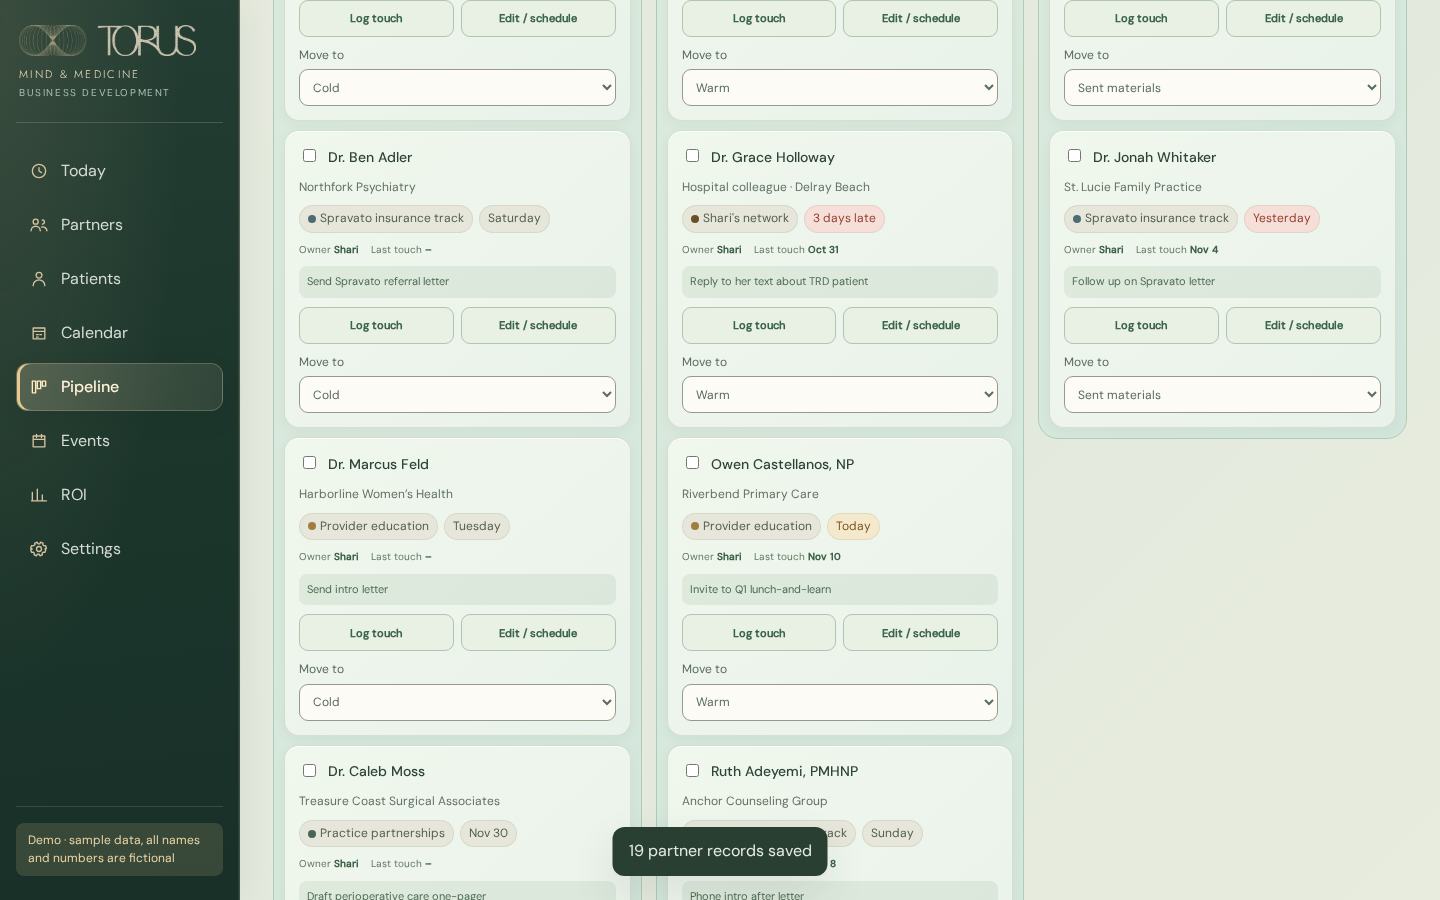 TORUS
MIND & MEDICINE
BUSINESS DEVELOPMENT
Today
Partners
Patients
Calendar
Pipeline
Events
ROI
Settings
Demo · sample data, all names
and numbers are fictional
Log touch
Edit / schedule
Move to
Cold
Dr. Ben Adler
Northfork Psychiatry
Spravato insurance track
Saturday
Owner Shari Last touch –
Send Spravato referral letter
Log touch
Edit / schedule
Move to
Cold
Dr. Marcus Feld
Harborline Women's Health
Provider education
Tuesday
Owner Shari Last touch –
Send intro letter
Log touch
Edit / schedule
Move to
Cold
Dr. Caleb Moss
Treasure Coast Surgical Associates
Practice partnerships
Nov 30
Owner Shari Last touch –
Draft perioperative care one-pager
Log touch
Edit / schedule
Move to
Warm
Dr. Grace Holloway
Hospital colleague · Delray Beach
Shari's network
3 days late
Owner Shari Last touch Oct 31
Reply to her text about TRD patient
Log touch
Edit / schedule
Move to
Warm
Owen Castellanos, NP
Riverbend Primary Care
Provider education
Today
Owner Shari Last touch Nov 10
Invite to Q1 lunch-and-learn
Log touch
Edit / schedule
Move to
Warm
Ruth Adeyemi, PMHNP
Anchor Counseling Group
ack
Sunday
8
Phone intro after letter
Log touch
Edit / schedule
Move to
Sent materials
Dr. Jonah Whitaker
St. Lucie Family Practice
Spravato insurance track
Yesterday
Owner Shari Last touch Nov 4
Follow up on Spravato letter
Log touch
Edit / schedule
Move to
Sent materials
19 partner records saved